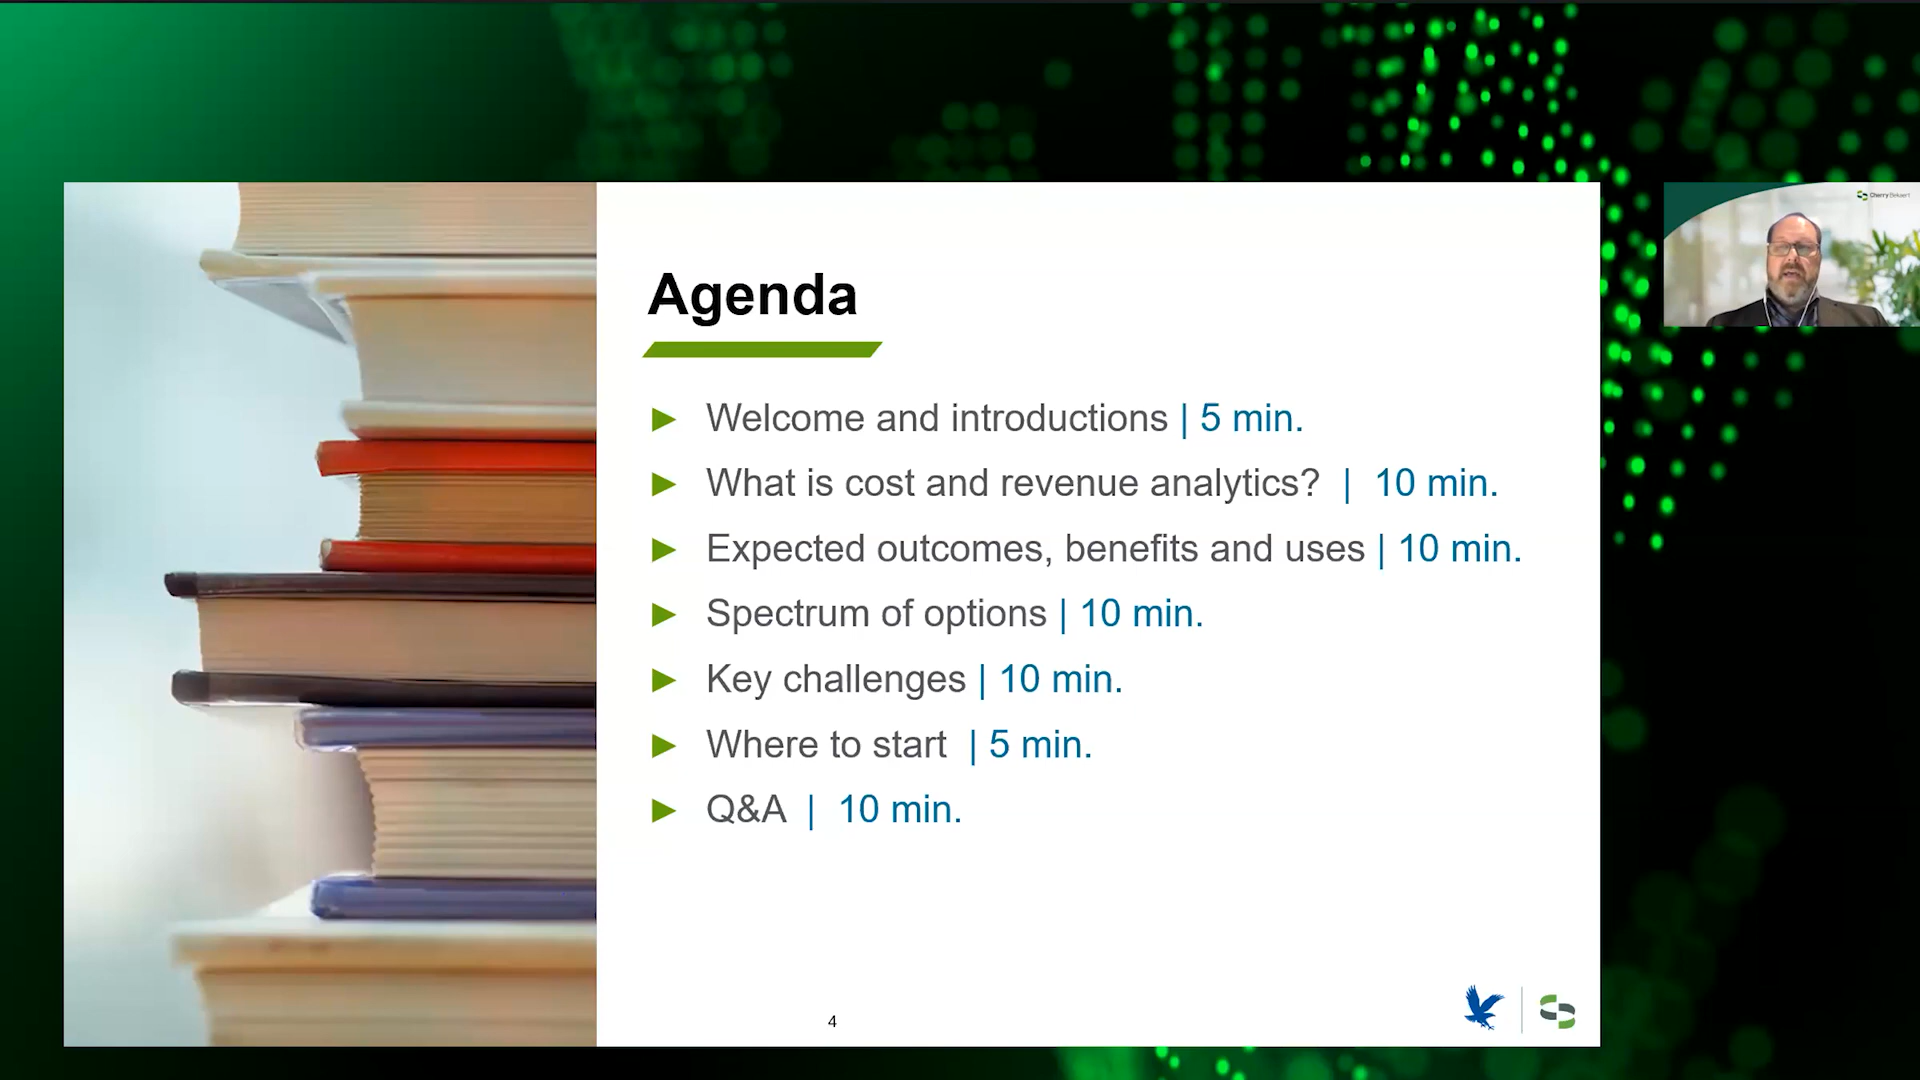 Agenda
► Welcome and introductions | 5 min.
► What is cost and revenue analytics? | 10 min.
► Expected outcomes, benefits and uses | 10 min.
► Spectrum of options | 10 min.
► Key challenges | 10 min.
► Where to start | 5 min.
► Q&A | 10 min.
4
CherryBekaert